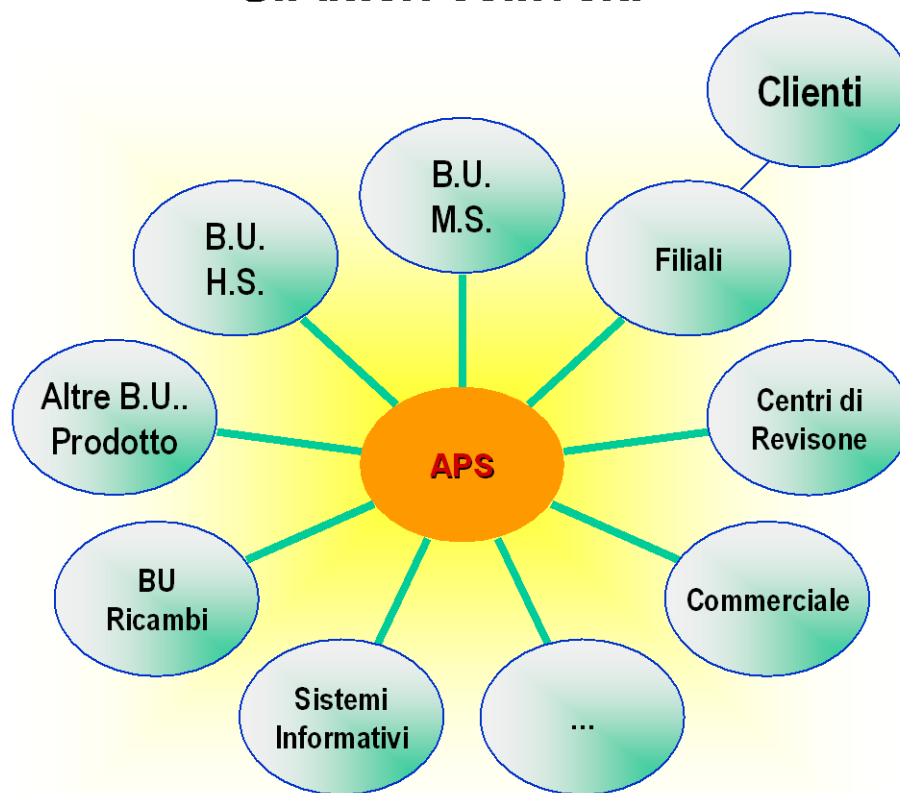 Clienti
B.U.
M.S.
B.U.
H.S.
Filiali
Altre B.U..
Prodotto
Centri di
Revisone
APS
BU
Ricambi
Commerciale
Sistemi
Informativi
...